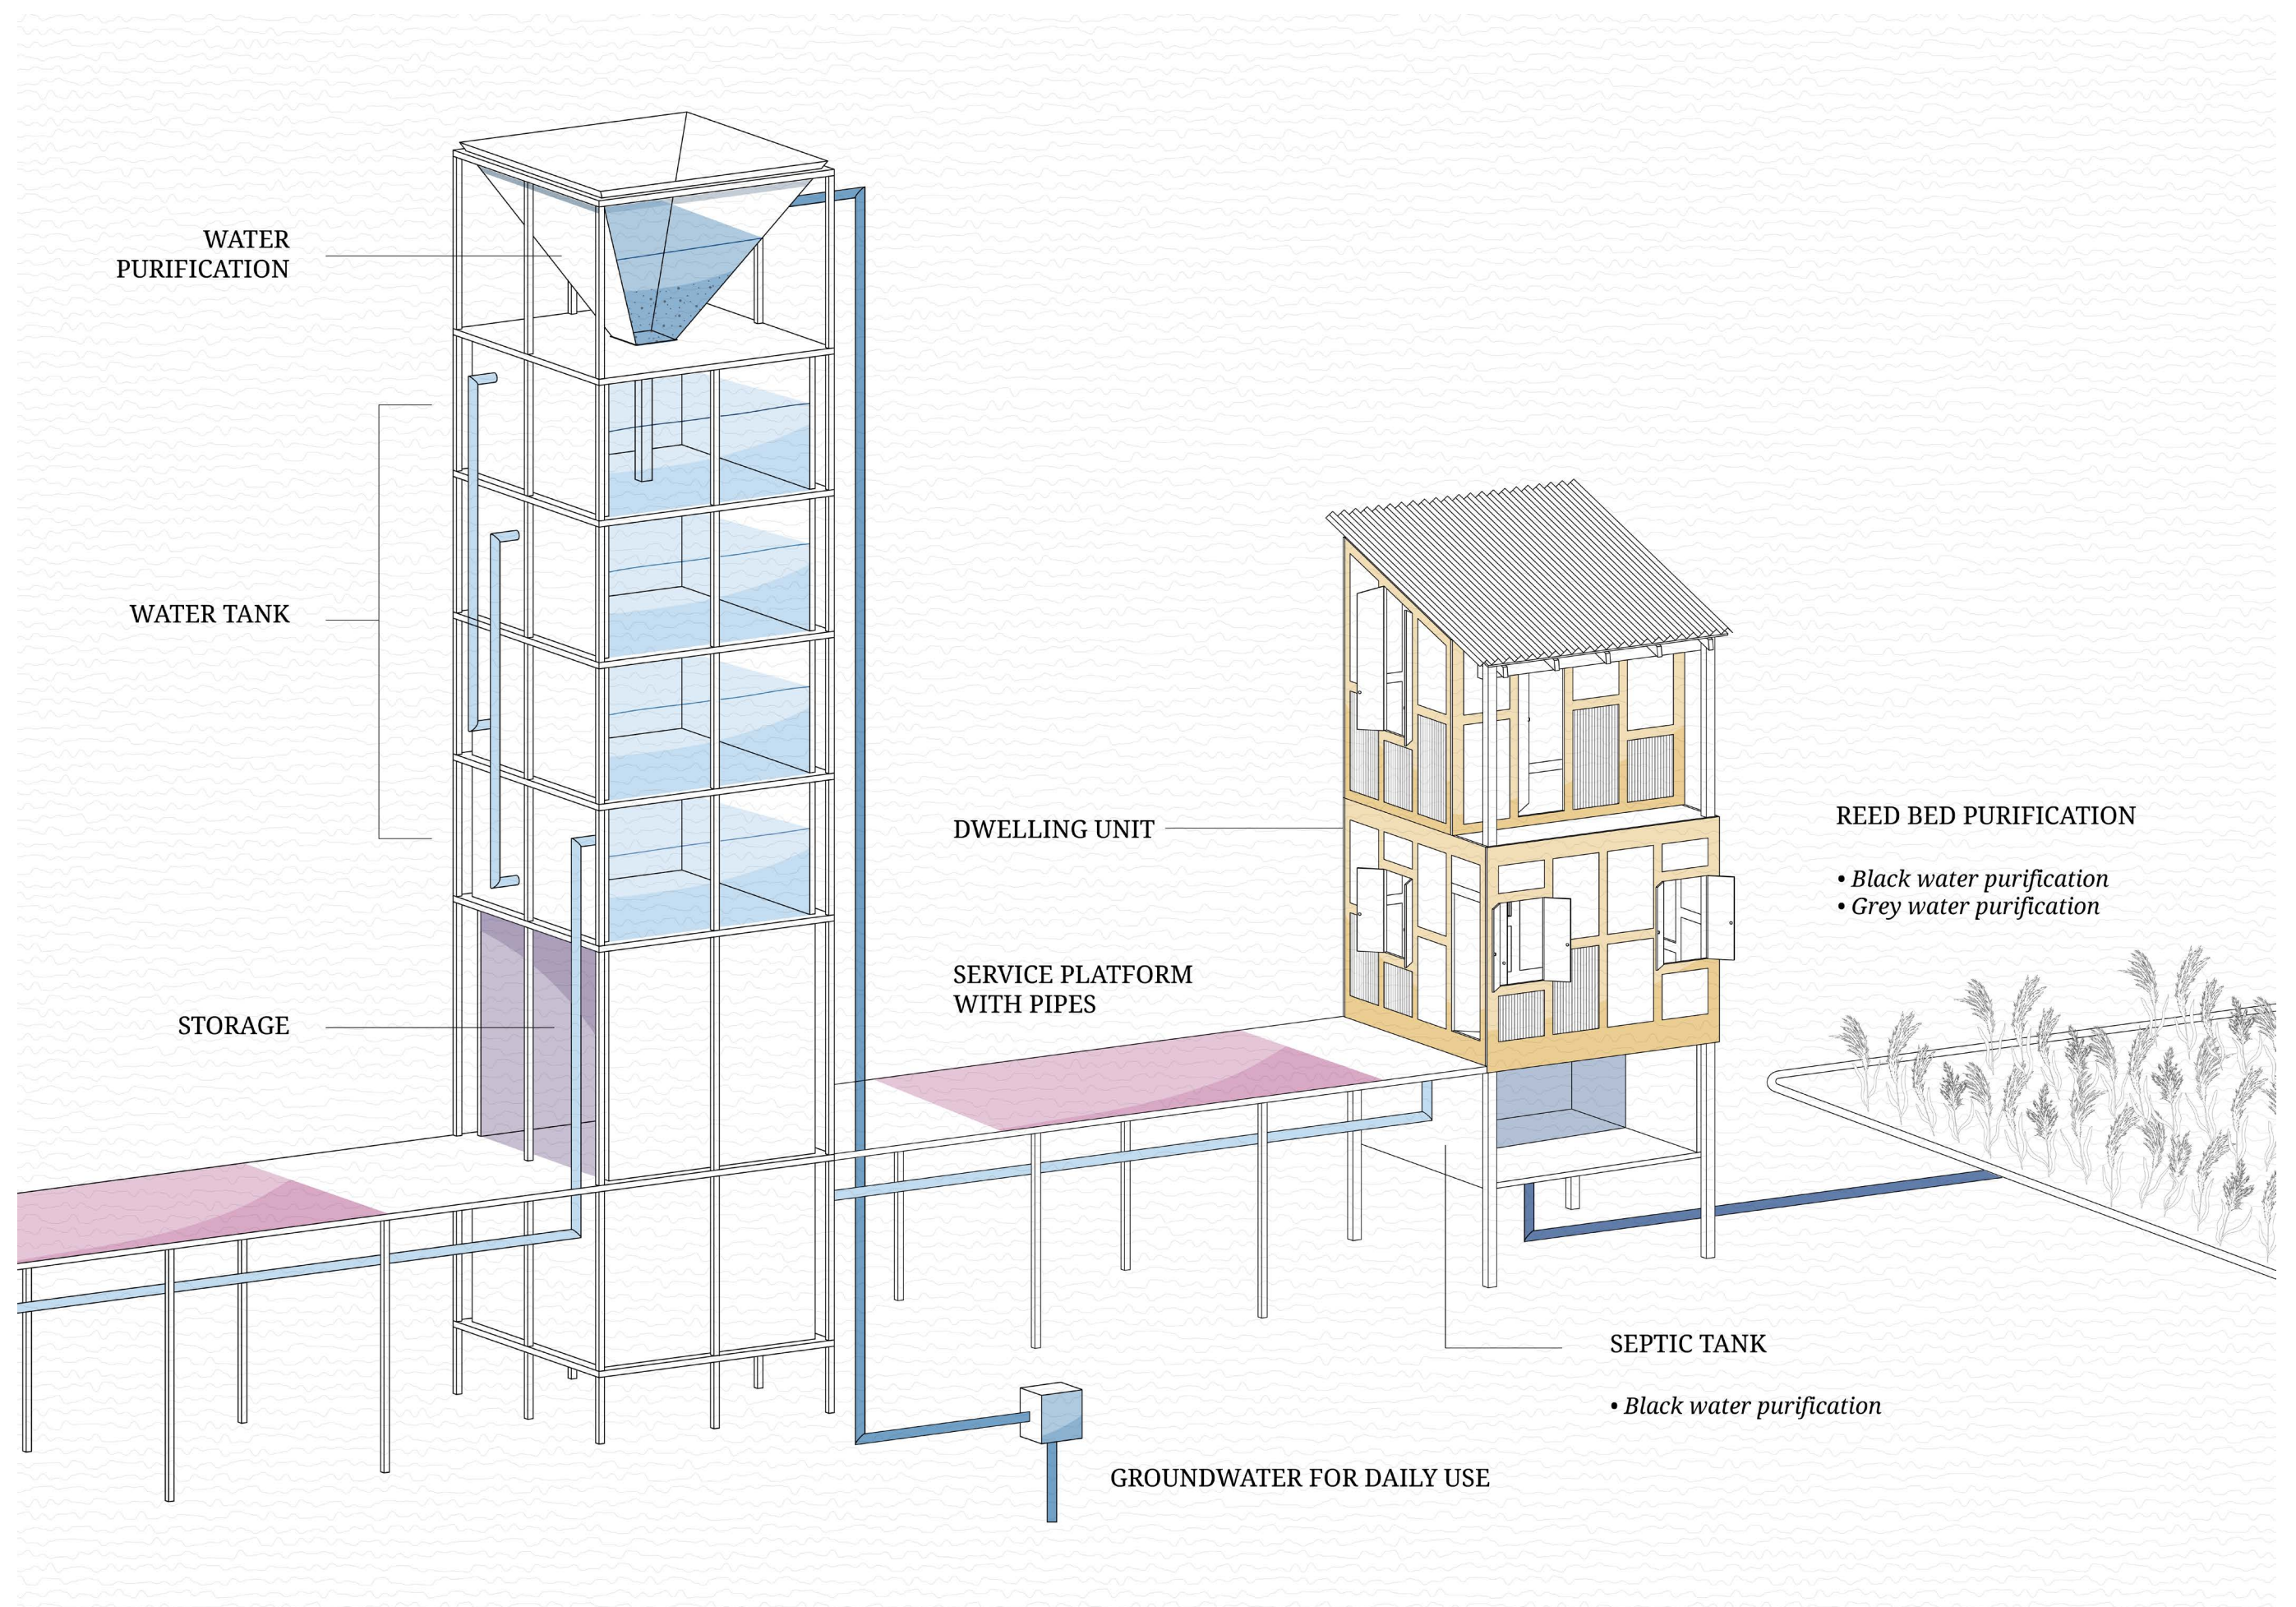 WATER
PURIFICATION
WATER TANK
STORAGE
DWELLING UNIT
SERVICE PLATFORM
WITH PIPES
REED BED PURIFICATION
• Black water purification
• Grey water purification
SEPTIC TANK
• Black water purification
GROUNDWATER FOR DAILY USE